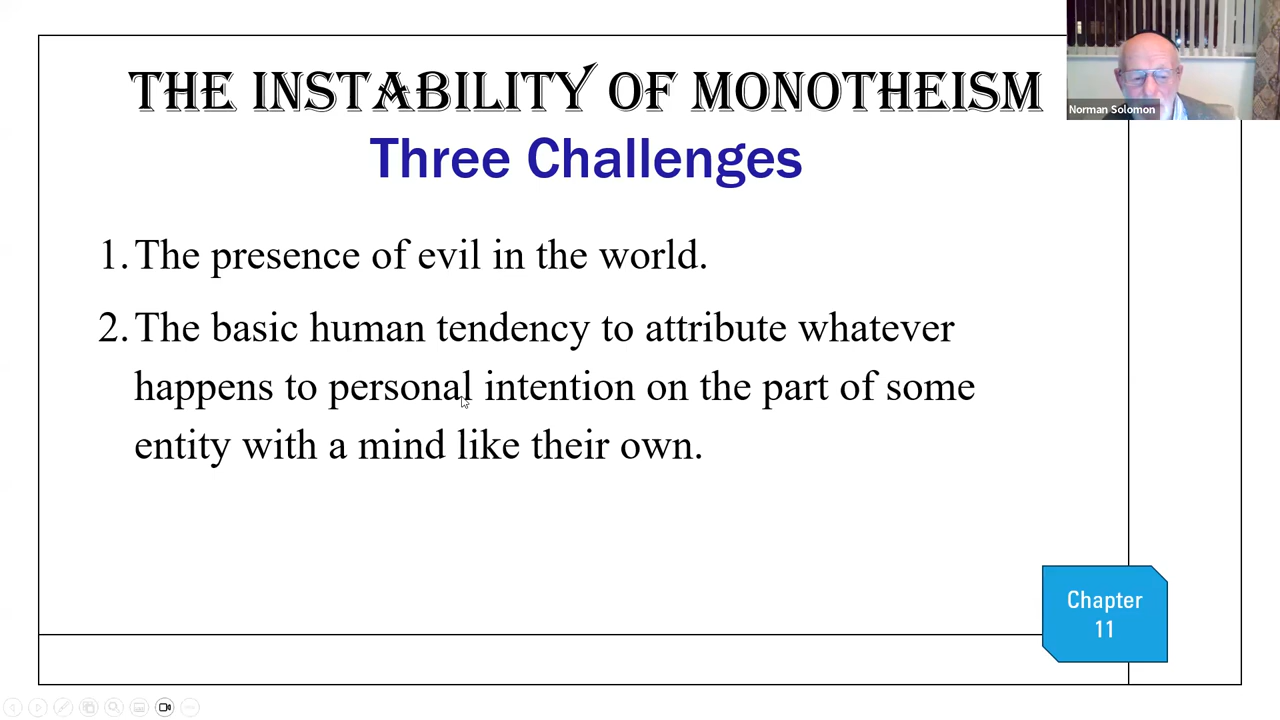 THE INSTABILITY OF MONOTHEISM
Three Challenges
1. The presence of evil in the world.
2. The basic human tendency to attribute whatever
happens to personal intention on the part of some
entity with a mind like their own.
Norman Solomon
Chapter
11